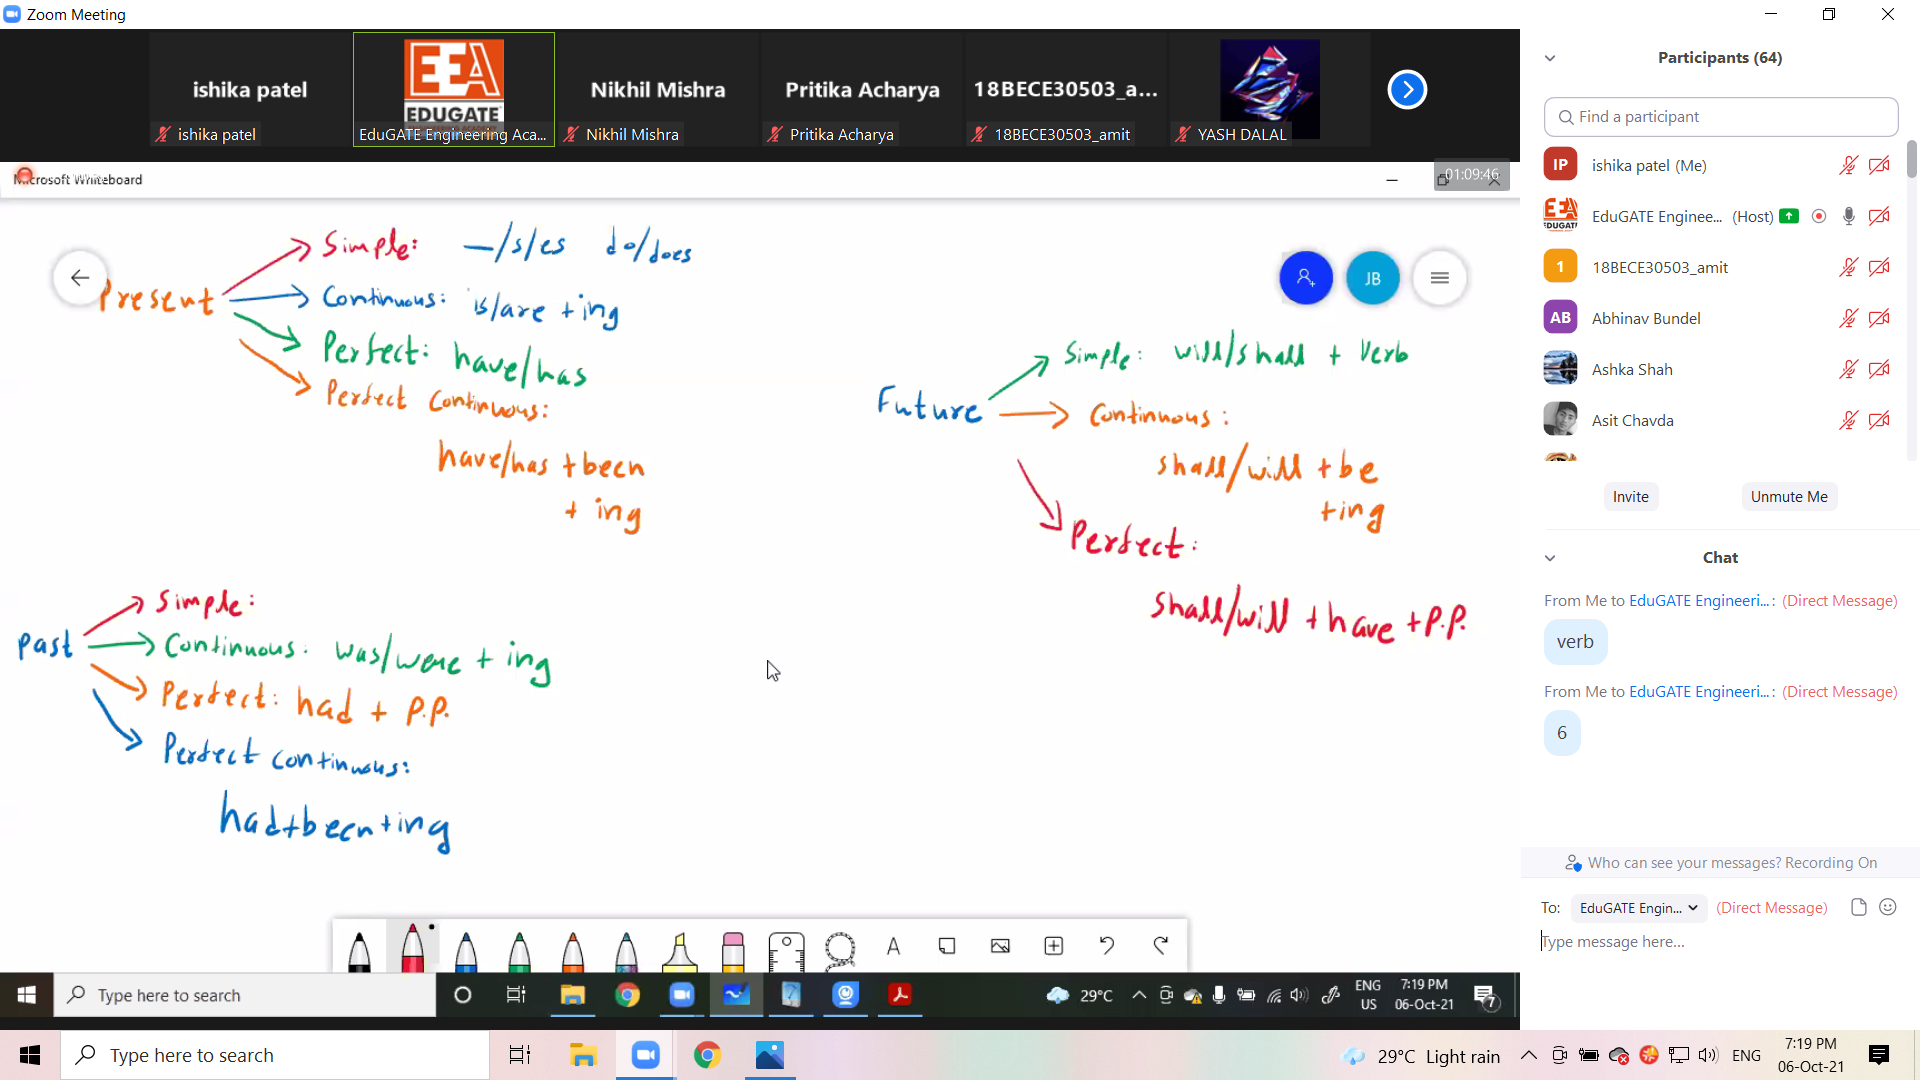 Zoom Meeting
ishika patel
EEA
EDUGATE
Nikhil Mishra
Pritika Acharya
18BECE30503_a...
ishika patel
EduGATE Engineering Aca...
Nikhil Mishra
Pritika Acharya
18BECE30503_amit
YASH DALAL
Microsoft Whiteboard
01:09:46
Present
Simple: —/s/es do/does
Continuous: is/are + ing
Perfect: have/has
Perfect Continuous:
have/has + been
+ ing
Past
Simple:
Continuous: was/were + ing
Perfect: had + P.P.
Perfect continuous:
had+been+ing
JB
Future
Simple: will/shall + Verb
Continuous:
shall/will + be
+ing
Perfect:
shall/will + have + P.P.
Type here to search
29°C
ENG
US
7:19 PM
06-Oct-21
7
Participants (64)
Find a participant
IP ishika patel (Me)
EEA EduGATE Enginee... (Host)
1 18BECE30503_amit
AB Abhinav Bundel
Ashka Shah
Asit Chavda
Invite
Unmute Me
Chat
From Me to EduGATE Engineeri...: (Direct Message)
verb
From Me to EduGATE Engineeri...: (Direct Message)
6
Who can see your messages? Recording On
To: EduGATE Engin... (Direct Message)
Type message here...
Type here to search
29°C Light rain
ENG
7:19 PM
06-Oct-21